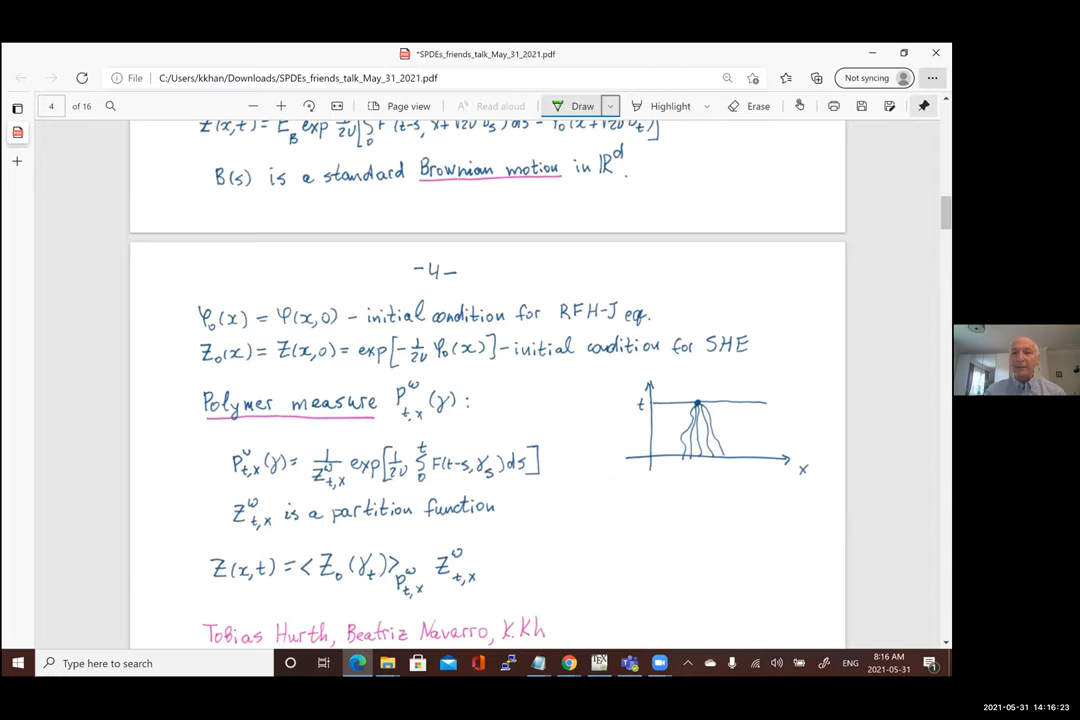 *SPDEs_friends_talk_May_31_2021.pdf
File C:/Users/kkhan/Downloads/SPDEs_friends_talk_May_31_2021.pdf Not syncing
4 of 16 Page view Read aloud Draw Highlight Erase
B(s) is a standard Brownian motion in ℝ^d.
-4-
φ₀(x) = φ(x,0) - initial condition for RFH-J eq.
Z₀(x) = Z(x,0) = exp[-1/2ν φ₀(x)] - initial condition for SHE
Polymer measure P^ω_{t,x}(γ):
t
x
P^ω_{t,x}(γ) = 1/Z^ω_{t,x} exp[1/2ν ∫₀^t F(t-s, γ_s)ds]
Z^ω_{t,x} is a partition function
Z(x,t) = <Z₀(γ_t)>_{P^ω_{t,x}} Z^ω_{t,x}
Tobias Hurth, Beatriz Navarro, K.Kh
Type here to search
ENG
8:16 AM
2021-05-31
2021-05-31 14:16:23